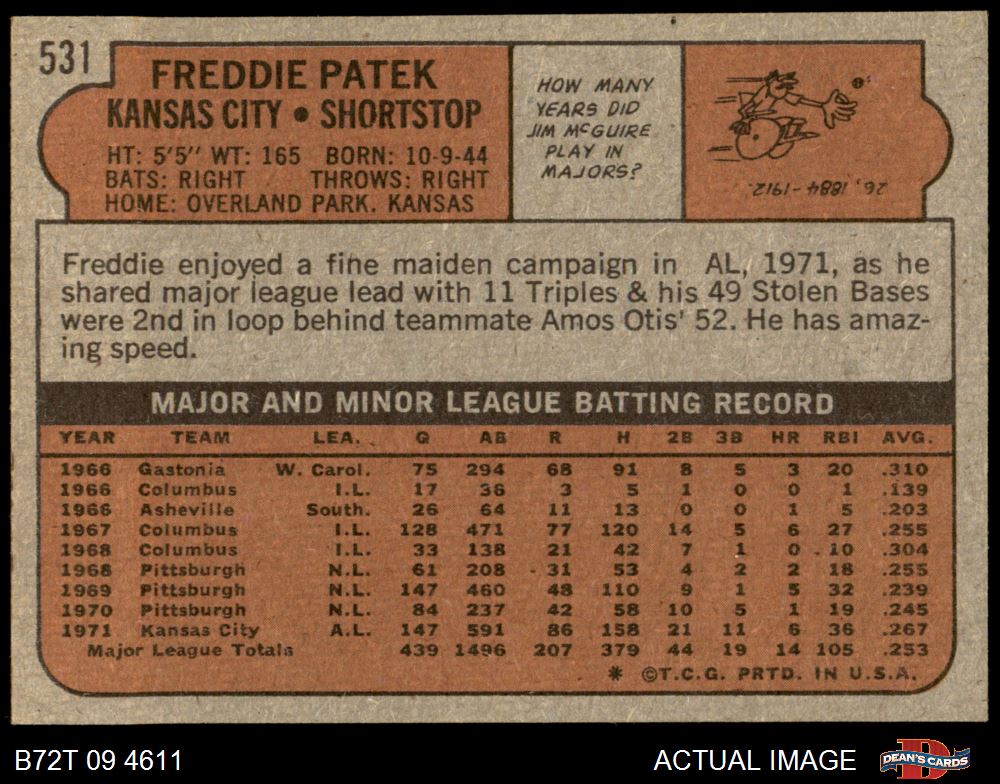 531
FREDDIE PATEK
KANSAS CITY • SHORTSTOP
HT: 5'5" WT: 165 BORN: 10-9-44
BATS: RIGHT THROWS: RIGHT
HOME: OVERLAND PARK. KANSAS
HOW MANY
YEARS DID
JIM McGUIRE
PLAY IN
MAJORS?
26, 1884-1912.
Freddie enjoyed a fine maiden campaign in AL, 1971, as he
shared major league lead with 11 Triples & his 49 Stolen Bases
were 2nd in loop behind teammate Amos Otis' 52. He has amaz-
ing speed.
MAJOR AND MINOR LEAGUE BATTING RECORD
YEAR TEAM LEA. G AB R H 2B 3B HR RBI AVG.
1966 Gastonia W. Carol. 75 294 68 91 8 5 3 20 .310
1966 Columbus I.L. 17 36 3 5 1 0 0 1 .139
1966 Asheville South. 26 64 11 13 0 0 1 5 .203
1967 Columbus I.L. 128 471 77 120 14 5 6 27 .255
1968 Columbus I.L. 33 138 21 42 7 1 0 10 .304
1968 Pittsburgh N.L. 61 208 31 53 4 2 2 18 .255
1969 Pittsburgh N.L. 147 460 48 110 9 1 5 32 .239
1970 Pittsburgh N.L. 84 237 42 58 10 5 1 19 .245
1971 Kansas City A.L. 147 591 86 158 21 11 6 36 .267
Major League Totals 439 1496 207 379 44 19 14 105 .253
* ©T.C.G. PRTD. IN U.S.A.
B72T 09 4611
ACTUAL IMAGE
DEAN'S CARDS